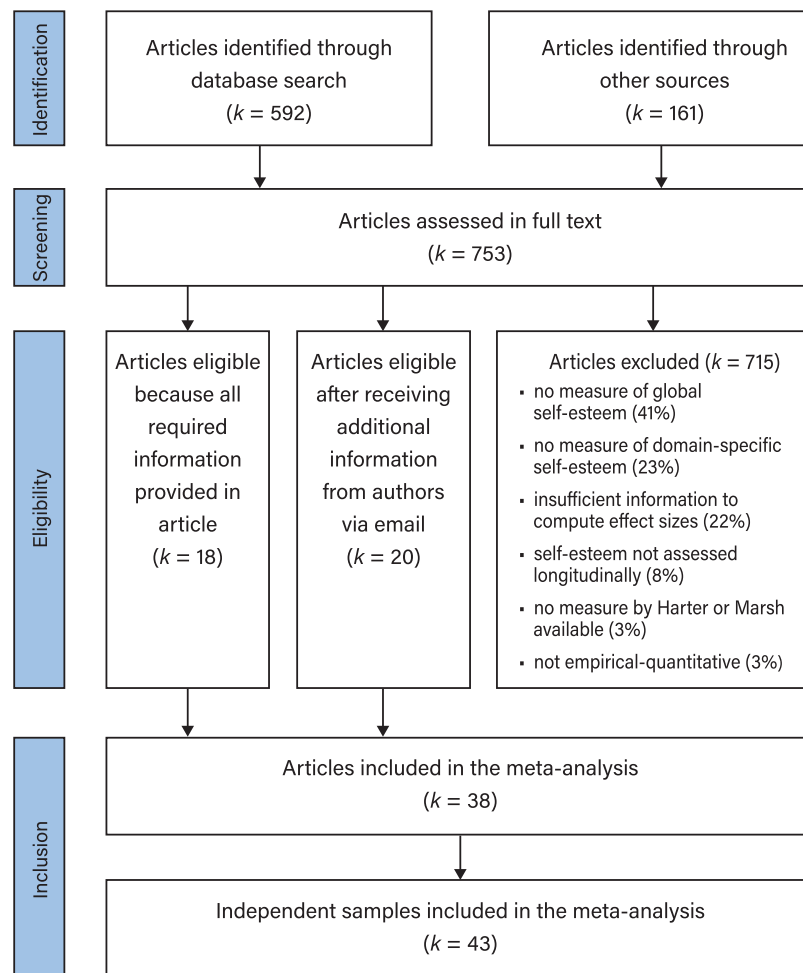 Identification
Articles identified through
database search
(k = 592)
Articles identified through
other sources
(k = 161)
Screening
Articles assessed in full text
(k = 753)
Eligibility
Articles eligible
because all
required
information
provided in
article
(k = 18)
Articles eligible
after receiving
additional
information
from authors
via email
(k = 20)
Articles excluded (k = 715)
▪ no measure of global
self-esteem (41%)
▪ no measure of domain-specific
self-esteem (23%)
▪ insufficient information to
compute effect sizes (22%)
▪ self-esteem not assessed
longitudinally (8%)
▪ no measure by Harter or Marsh
available (3%)
▪ not empirical-quantitative (3%)
Inclusion
Articles included in the meta-analysis
(k = 38)
Independent samples included in the meta-analysis
(k = 43)